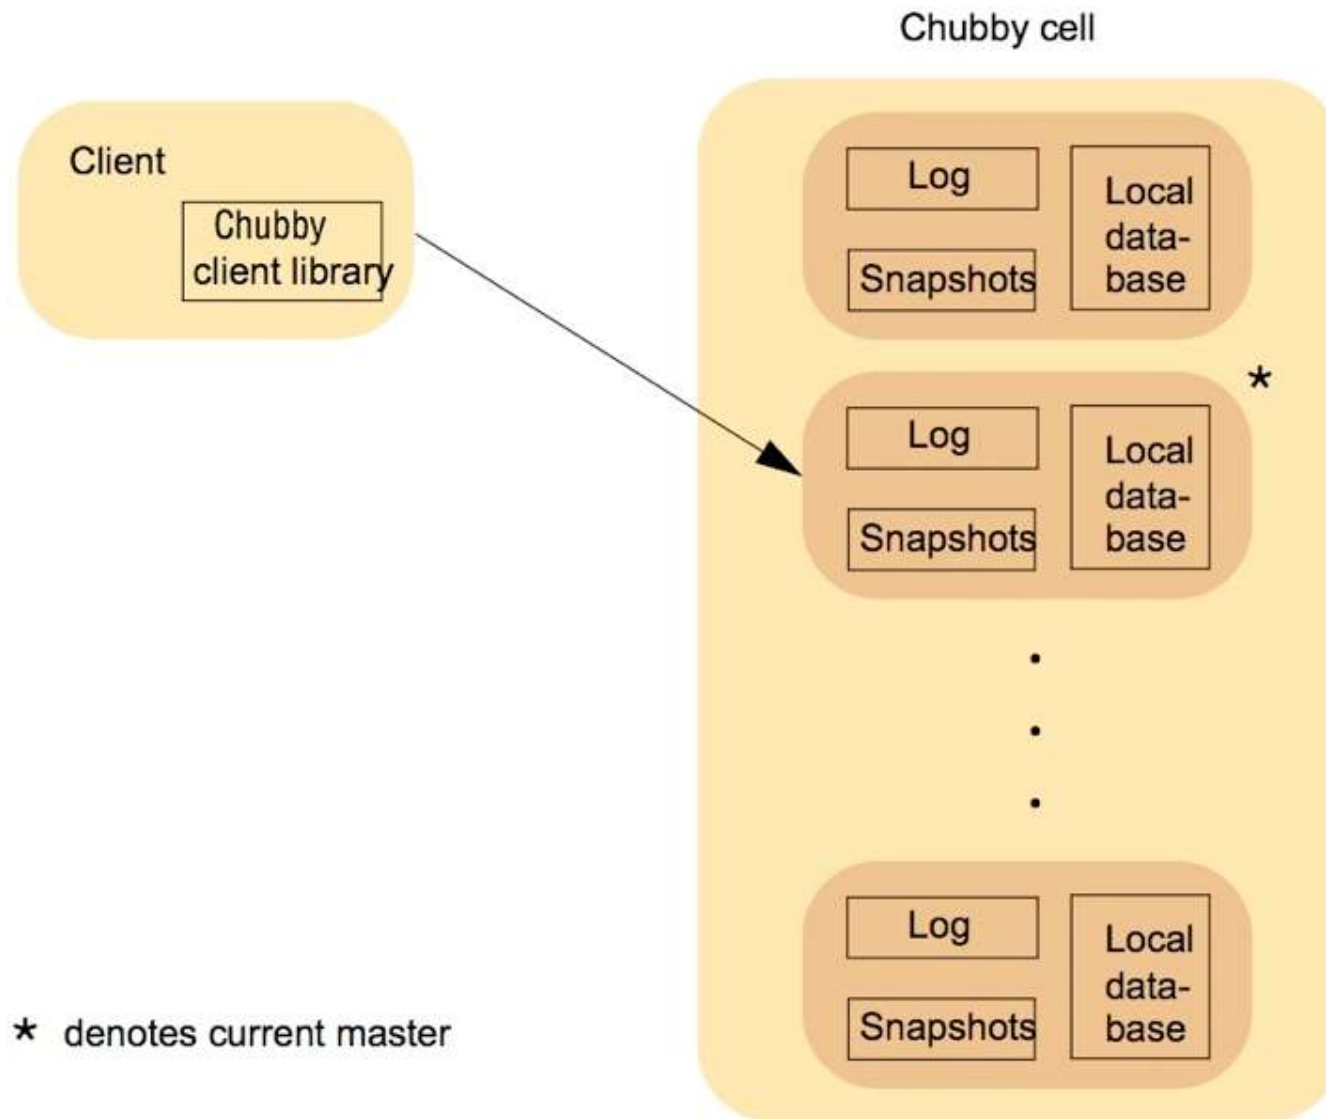 Chubby cell
Client
Chubby
client library
Log
Snapshots
Local
data-
base
*
Log
Snapshots
Local
data-
base
Log
Snapshots
Local
data-
base
* denotes current master